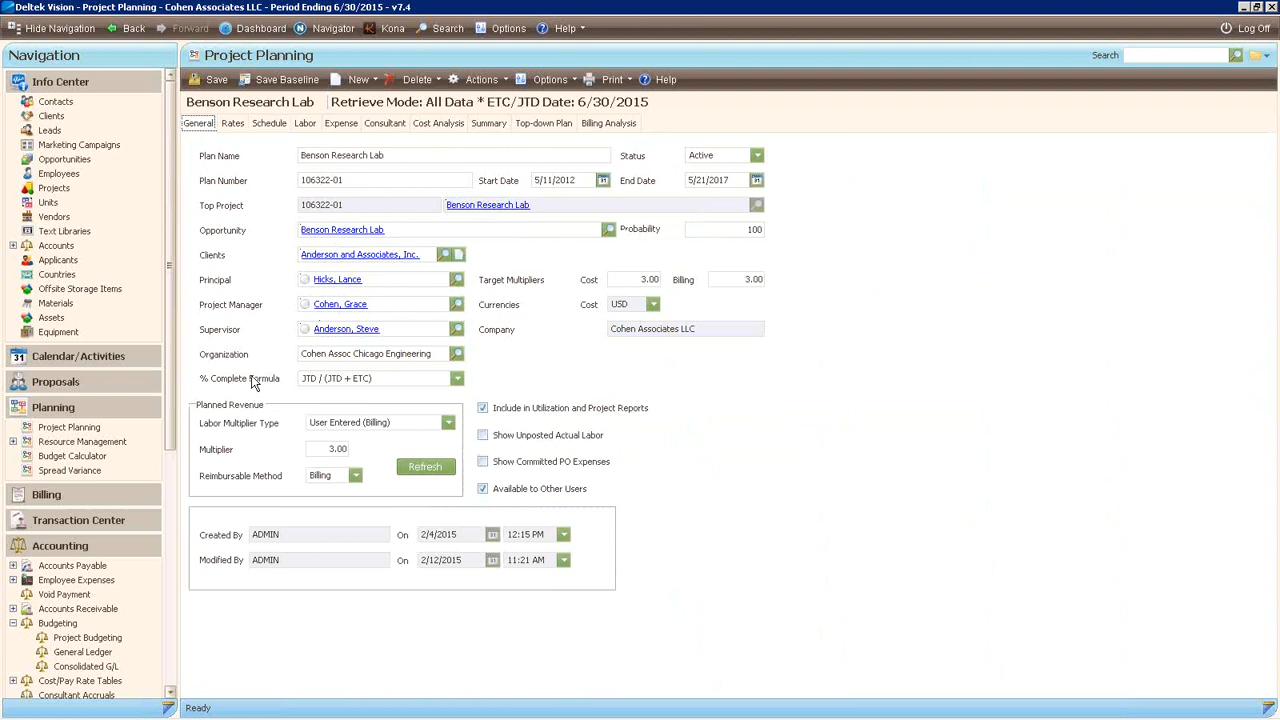 Deltek Vision - Project Planning - Cohen Associates LLC - Period Ending 6/30/2015 - v7.4
Hide Navigation Back Forward Dashboard Navigator Kona Search Options Help Log Off
Navigation
Project Planning
Search
Info Center
Contacts
Clients
Leads
Marketing Campaigns
Opportunities
Employees
Projects
Units
Vendors
Text Libraries
Accounts
Applicants
Countries
Offsite Storage Items
Materials
Assets
Equipment
31 Calendar/Activities
Proposals
Planning
Project Planning
Resource Management
Budget Calculator
Spread Variance
Billing
Transaction Center
Accounting
Accounts Payable
Employee Expenses
Void Payment
Accounts Receivable
Budgeting
Project Budgeting
General Ledger
Consolidated G/L
Cost/Pay Rate Tables
Consultant Accruals
Save Save Baseline New Delete Actions Options Print Help
Benson Research Lab | Retrieve Mode: All Data * ETC/JTD Date: 6/30/2015
General Rates Schedule Labor Expense Consultant Cost Analysis Summary Top-down Plan Billing Analysis
Plan Name Benson Research Lab Status Active
Plan Number 106322-01 Start Date 5/11/2012 End Date 5/21/2017
Top Project 106322-01 Benson Research Lab
Opportunity Benson Research Lab Probability 100
Clients Anderson and Associates, Inc.
Principal Hicks, Lance Target Multipliers Cost 3.00 Billing 3.00
Project Manager Cohen, Grace Currencies Cost USD
Supervisor Anderson, Steve Company Cohen Associates LLC
Organization Cohen Assoc Chicago Engineering
% Complete Formula JTD / (JTD + ETC)
Planned Revenue
Labor Multiplier Type User Entered (Billing)
Multiplier 3.00
Refresh
Reimbursable Method Billing
Include in Utilization and Project Reports
Show Unposted Actual Labor
Show Committed PO Expenses
Available to Other Users
Created By ADMIN On 2/4/2015 12:15 PM
Modified By ADMIN On 2/12/2015 11:21 AM
Ready